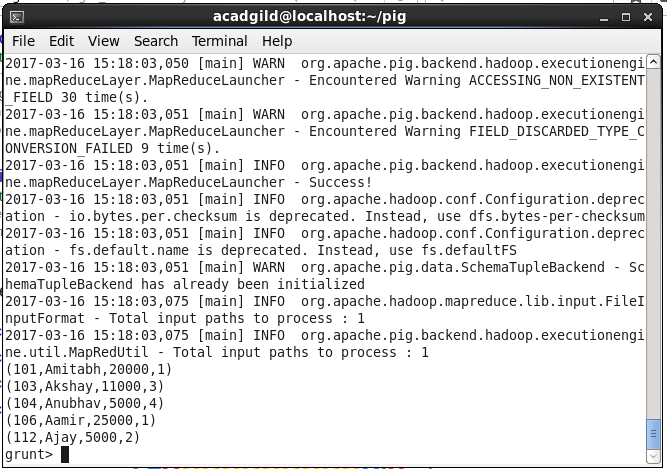 acadgild@localhost:~/pig
File Edit View Search Terminal Help
2017-03-16 15:18:03,050 [main] WARN  org.apache.pig.backend.hadoop.executionengi
ne.mapReduceLayer.MapReduceLauncher - Encountered Warning ACCESSING_NON_EXISTENT
_FIELD 30 time(s).
2017-03-16 15:18:03,051 [main] WARN  org.apache.pig.backend.hadoop.executionengi
ne.mapReduceLayer.MapReduceLauncher - Encountered Warning FIELD_DISCARDED_TYPE_C
ONVERSION_FAILED 9 time(s).
2017-03-16 15:18:03,051 [main] INFO  org.apache.pig.backend.hadoop.executionengi
ne.mapReduceLayer.MapReduceLauncher - Success!
2017-03-16 15:18:03,051 [main] INFO  org.apache.hadoop.conf.Configuration.deprec
ation - io.bytes.per.checksum is deprecated. Instead, use dfs.bytes-per-checksum
2017-03-16 15:18:03,051 [main] INFO  org.apache.hadoop.conf.Configuration.deprec
ation - fs.default.name is deprecated. Instead, use fs.defaultFS
2017-03-16 15:18:03,051 [main] WARN  org.apache.pig.data.SchemaTupleBackend - Sc
hemaTupleBackend has already been initialized
2017-03-16 15:18:03,075 [main] INFO  org.apache.hadoop.mapreduce.lib.input.FileI
nputFormat - Total input paths to process : 1
2017-03-16 15:18:03,075 [main] INFO  org.apache.pig.backend.hadoop.executionengi
ne.util.MapRedUtil - Total input paths to process : 1
(101,Amitabh,20000,1)
(103,Akshay,11000,3)
(104,Anubhav,5000,4)
(106,Aamir,25000,1)
(112,Ajay,5000,2)
grunt>